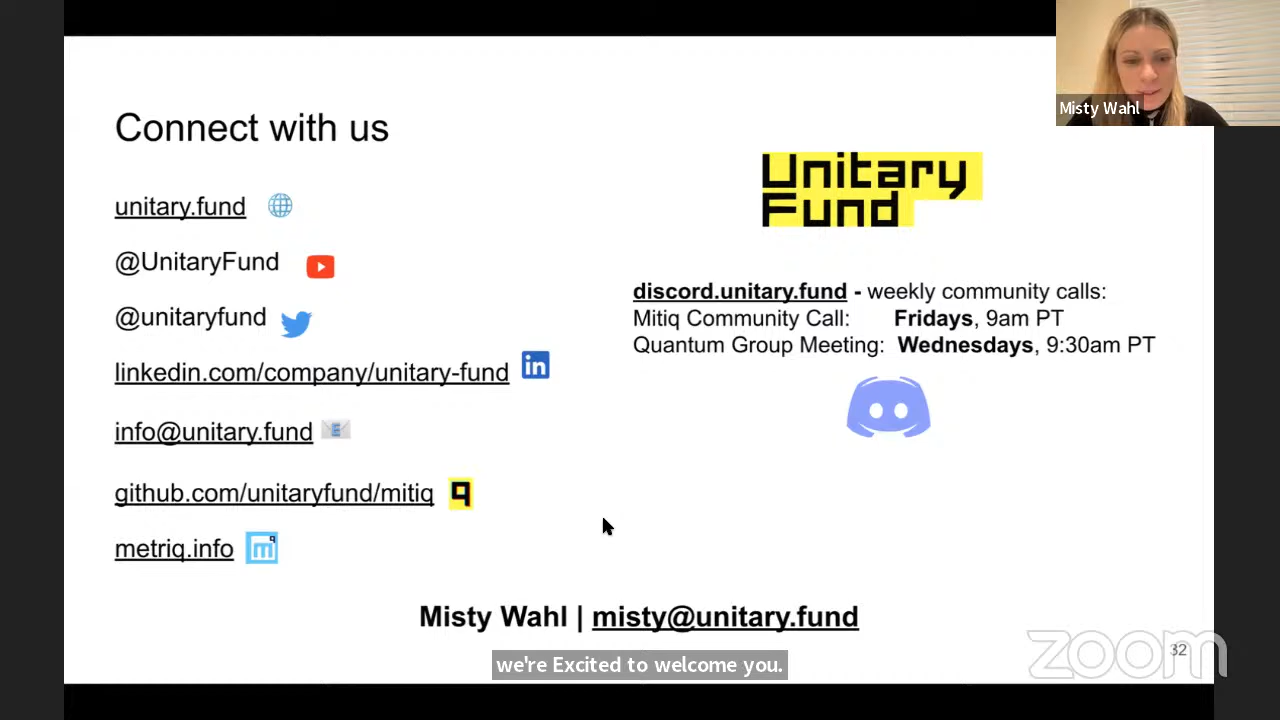 Misty Wahl
Connect with us
Unitary
Fund
unitary.fund
@UnitaryFund
@unitaryfund
linkedin.com/company/unitary-fund
in
info@unitary.fund
github.com/unitaryfund/mitiq
metriq.info
discord.unitary.fund - weekly community calls:
Mitiq Community Call: Fridays, 9am PT
Quantum Group Meeting: Wednesdays, 9:30am PT
Misty Wahl | misty@unitary.fund
we're Excited to welcome you.
zoom
32